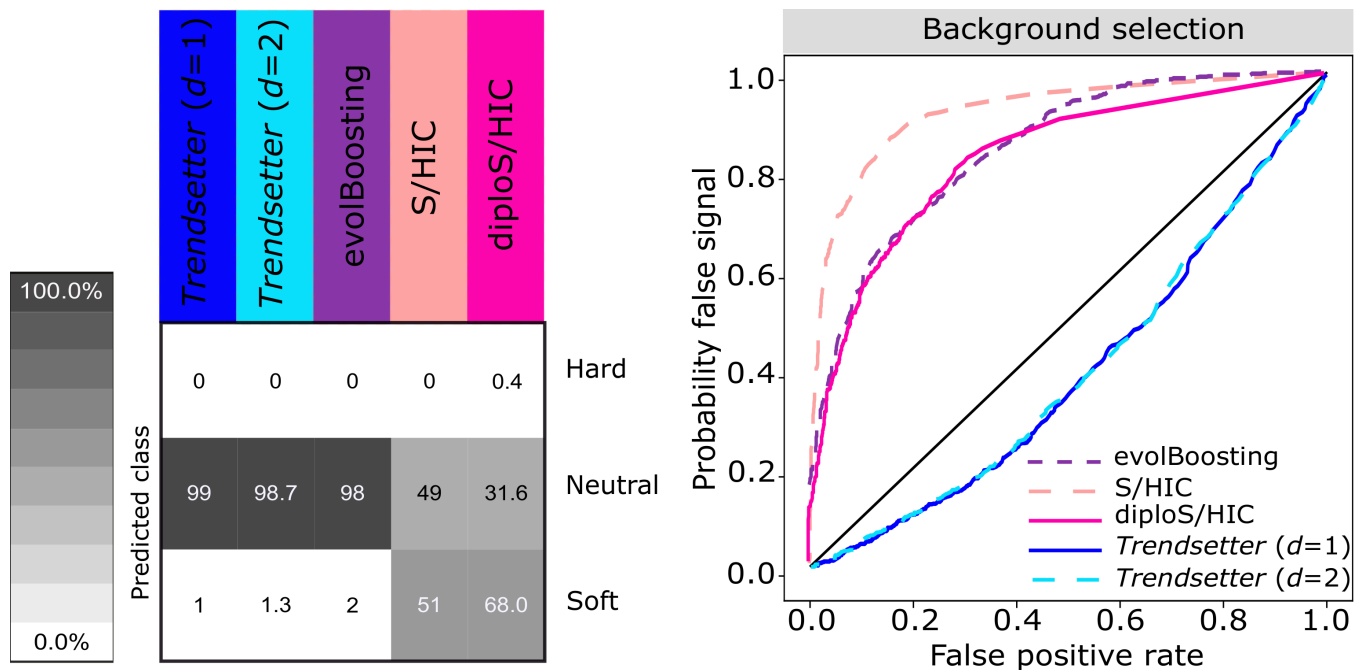 Trendsetter (d=1)
Trendsetter (d=2)
evolBoosting
S/HIC
diploS/HIC
100.0%
0.0%
Predicted class
0 0 0 0 0.4 Hard
99 98.7 98 49 31.6 Neutral
1 1.3 2 51 68.0 Soft
Background selection
Probability false signal
1.0
0.8
0.6
0.4
0.2
0.0
evolBoosting
S/HIC
diploS/HIC
Trendsetter (d=1)
Trendsetter (d=2)
0.0 0.2 0.4 0.6 0.8 1.0
False positive rate